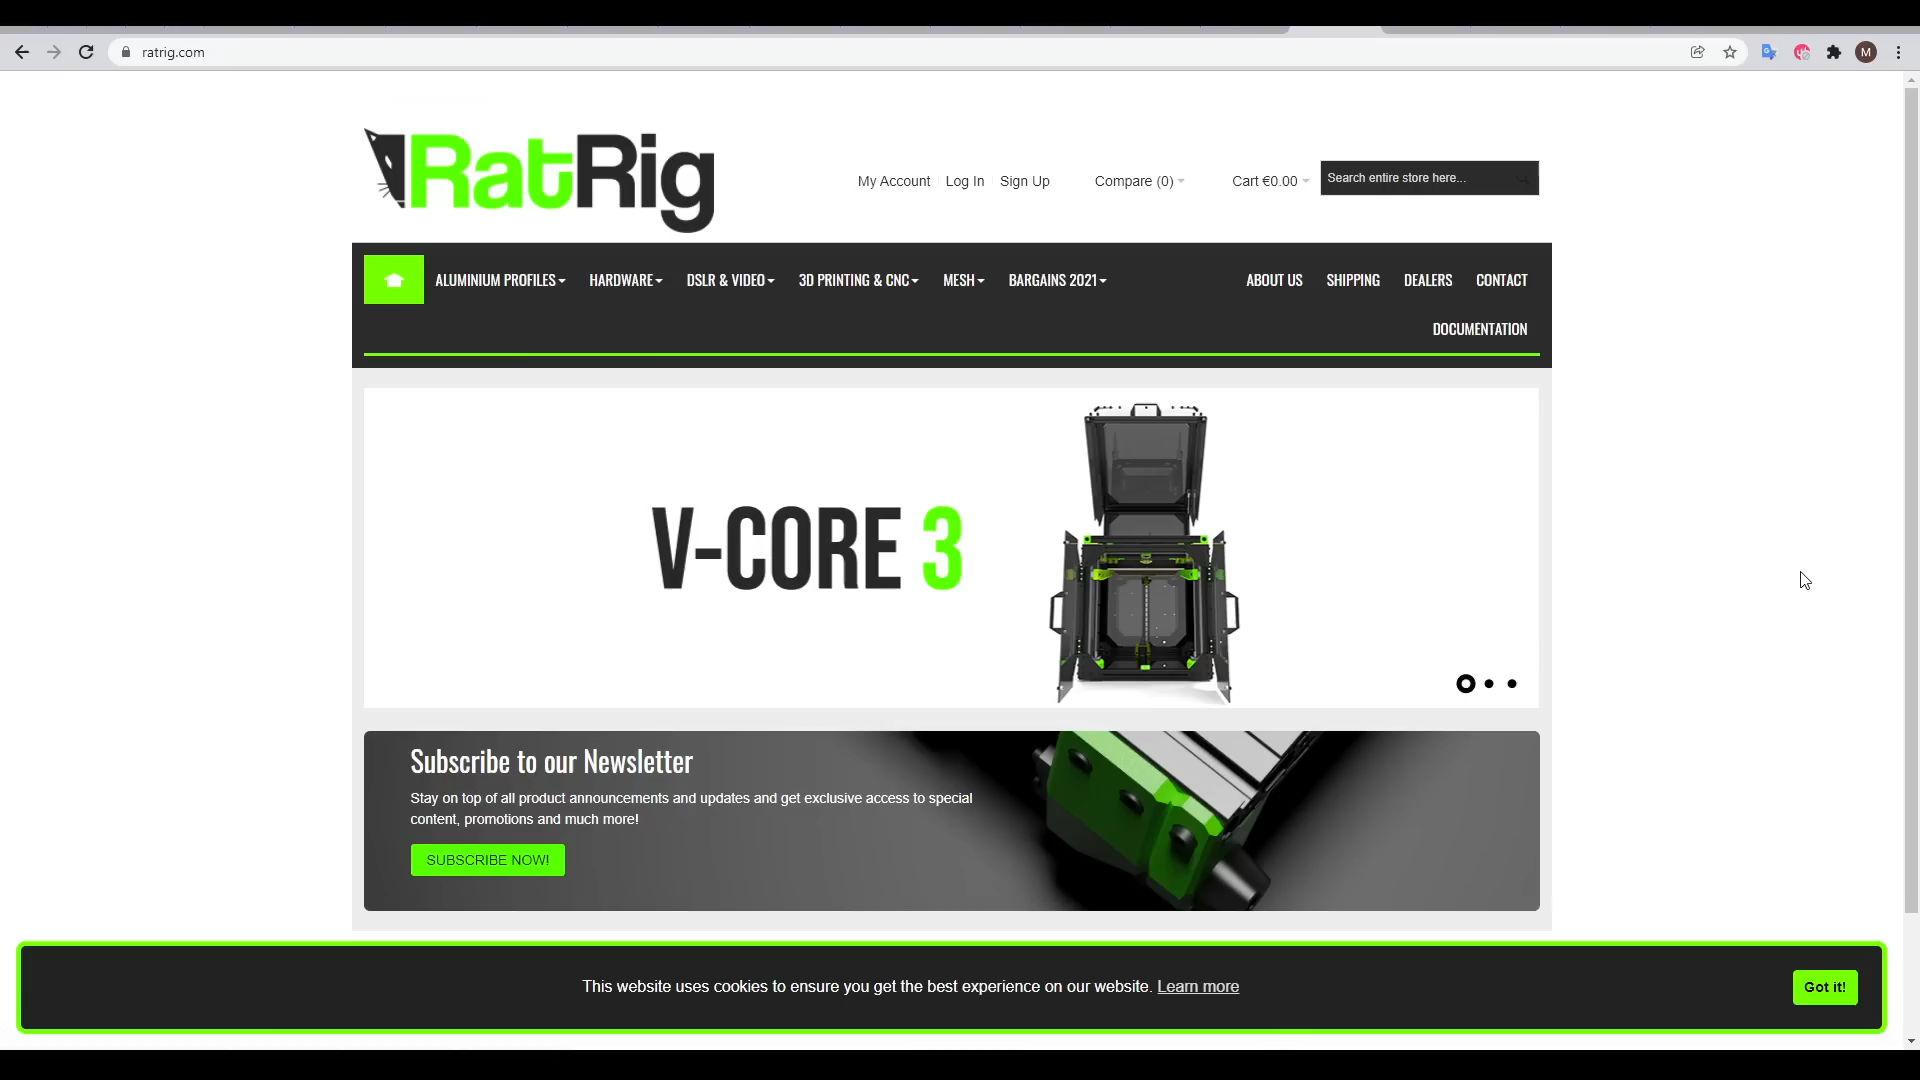 ratrig.com
M
RatRig
My Account Log In Sign Up Compare (0) Cart €0.00 Search entire store here...
ALUMINIUM PROFILES HARDWARE DSLR & VIDEO 3D PRINTING & CNC MESH BARGAINS 2021 ABOUT US SHIPPING DEALERS CONTACT
DOCUMENTATION
V-CORE 3
Subscribe to our Newsletter
Stay on top of all product announcements and updates and get exclusive access to special
content, promotions and much more!
SUBSCRIBE NOW!
This website uses cookies to ensure you get the best experience on our website. Learn more
Got it!